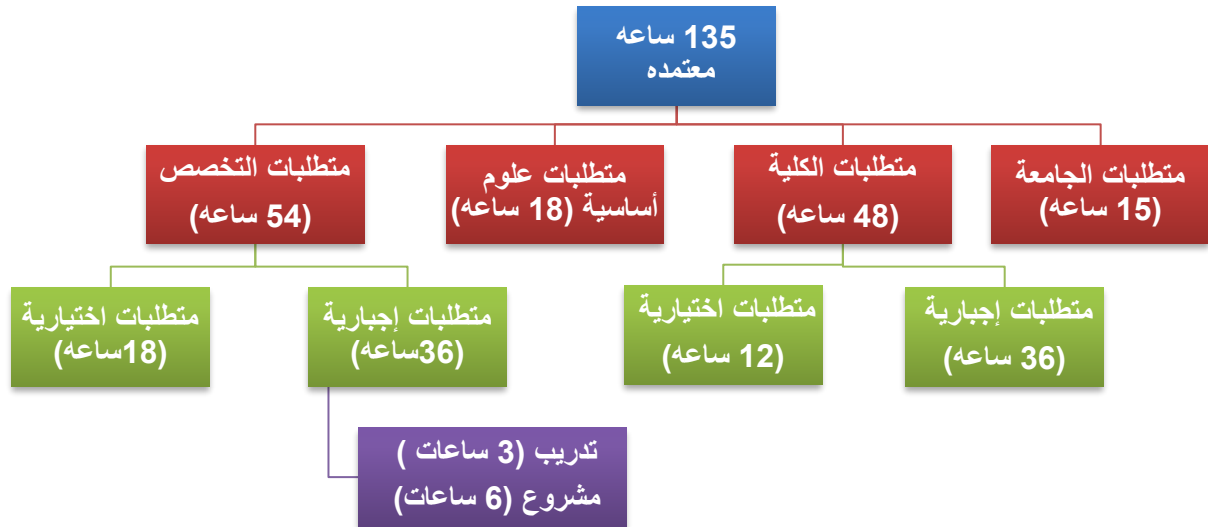 135 ساعه
معتمده
متطلبات الجامعة
(15 ساعه)
متطلبات الكلية
(48 ساعه)
متطلبات علوم
أساسية (18 ساعه)
متطلبات التخصص
(54 ساعه)
متطلبات إجبارية
(36 ساعه)
متطلبات اختيارية
(12 ساعه)
متطلبات إجبارية
(36ساعه)
متطلبات اختيارية
(18ساعه)
تدريب (3 ساعات )
مشروع (6 ساعات)